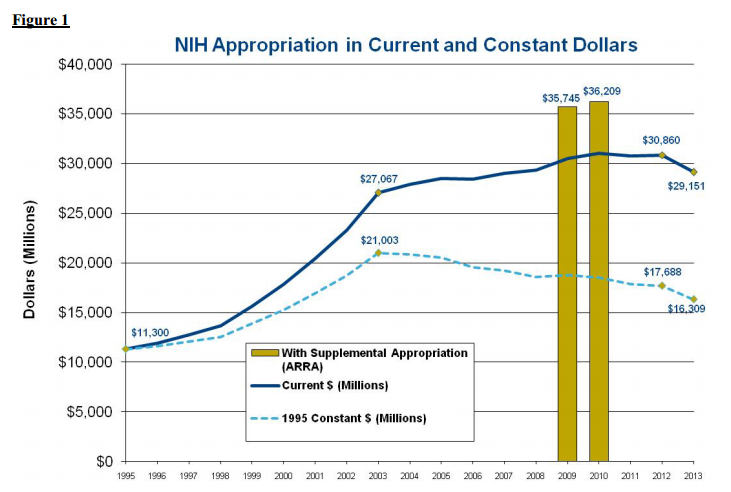 Figure 1
NIH Appropriation in Current and Constant Dollars
$40,000
$35,000
$30,000
$25,000
$20,000
$15,000
$10,000
$5,000
$0
Dollars (Millions)
$11,300
$27,067
$21,003
$35,745
$36,209
$30,860
$29,151
$17,688
$16,309
With Supplemental Appropriation
(ARRA)
Current $ (Millions)
1995 Constant $ (Millions)
1995 1996 1997 1998 1999 2000 2001 2002 2003 2004 2005 2006 2007 2008 2009 2010 2011 2012 2013